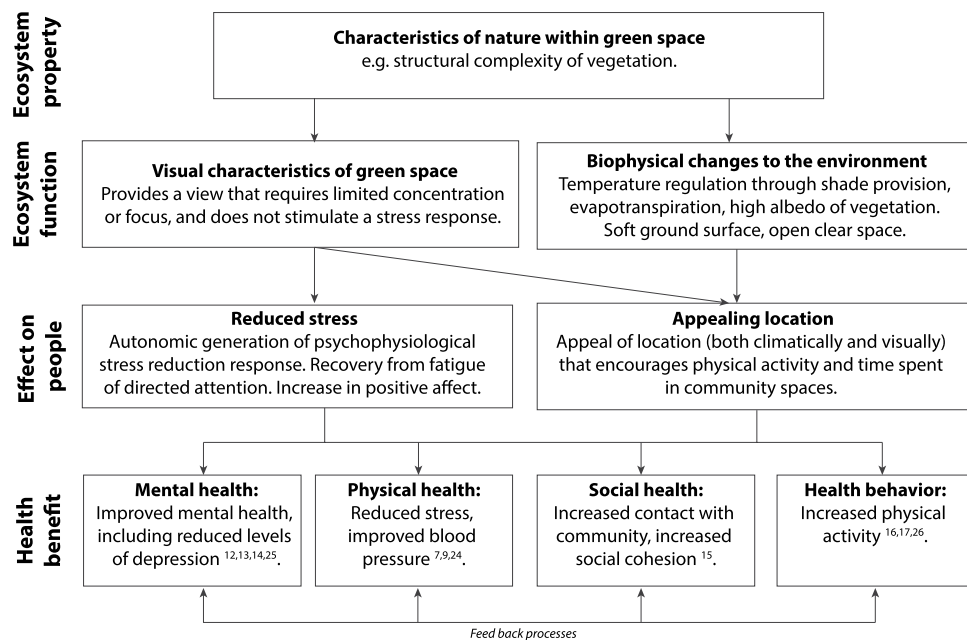 Ecosystem
property
Characteristics of nature within green space
e.g. structural complexity of vegetation.
Ecosystem
function
Visual characteristics of green space
Provides a view that requires limited concentration
or focus, and does not stimulate a stress response.
Biophysical changes to the environment
Temperature regulation through shade provision,
evapotranspiration, high albedo of vegetation.
Soft ground surface, open clear space.
Effect on
people
Reduced stress
Autonomic generation of psychophysiological
stress reduction response. Recovery from fatigue
of directed attention. Increase in positive affect.
Appealing location
Appeal of location (both climatically and visually)
that encourages physical activity and time spent
in community spaces.
Health
benefit
Mental health:
Improved mental health,
including reduced levels
of depression 12,13,14,25.
Physical health:
Reduced stress,
improved blood
pressure 7,9,24.
Social health:
Increased contact with
community, increased
social cohesion 15.
Health behavior:
Increased physical
activity 16,17,26.
Feed back processes